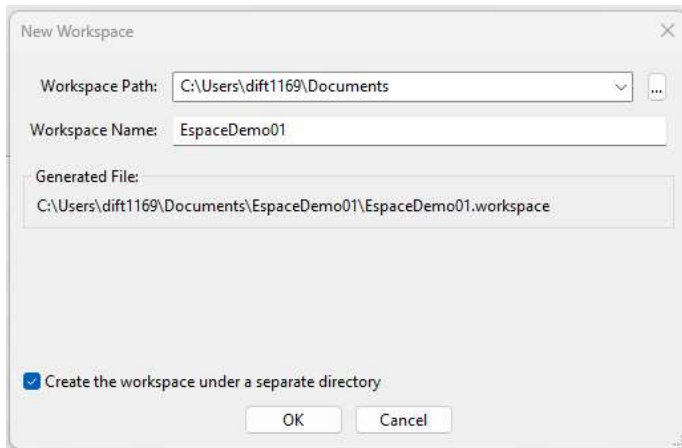 New Workspace
Workspace Path: C:\Users\dift1169\Documents ...
Workspace Name: EspaceDemo01
Generated File:
C:\Users\dift1169\Documents\EspaceDemo01\EspaceDemo01.workspace
Create the workspace under a separate directory
OK Cancel